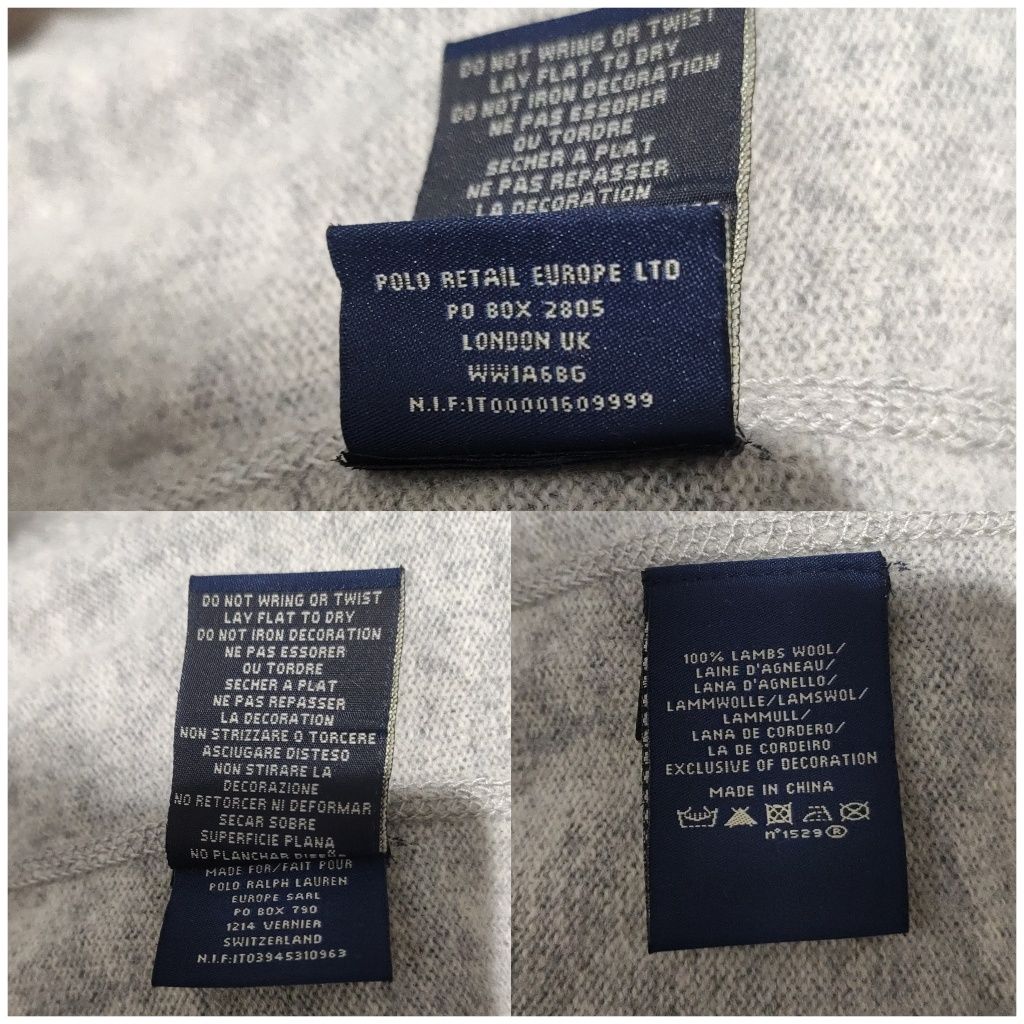 DO NOT WRING OR TWIST
LAY FLAT TO DRY
DO NOT IRON DECORATION
NE PAS ESSORER
OU TORDRE
SECHER A PLAT
NE PAS REPASSER
LA DECORATION
POLO RETAIL EUROPE LTD
PO BOX 2805
LONDON UK
WW1A6BG
N.I.F:IT00001609999
DO NOT WRING OR TWIST
LAY FLAT TO DRY
DO NOT IRON DECORATION
NE PAS ESSORER
OU TORDRE
SECHER A PLAT
NE PAS REPASSER
LA DECORATION
NON STRIZZARE O TORCERE
ASCIUGARE DISTESO
NON STIRARE LA
DECORAZIONE
NO RETORCER NI DEFORMAR
SECAR SOBRE
SUPERFICIE PLANA
NO PLANCHAR
MADE FOR/FAIT POUR
POLO RALPH LAUREN
EUROPE SARL
PO BOX 790
1214 VERNIER
SWITZERLAND
N.I.F:IT03945310963
100% LAMBS WOOL/
LAINE D'AGNEAU/
LANA D'AGNELLO/
LAMMWOLLE/LAMSWOL/
LAMMULL/
LANA DE CORDERO/
LA DE CORDEIRO
EXCLUSIVE OF DECORATION
MADE IN CHINA
n°1529®